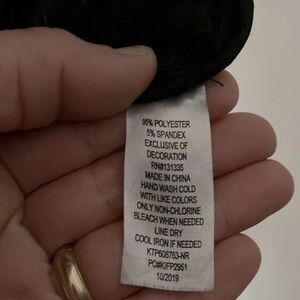 95% POLYESTER
5% SPANDEX
EXCLUSIVE OF
DECORATION
RN#131335
MADE IN CHINA
HAND WASH COLD
WITH LIKE COLORS
ONLY NON-CHLORINE
BLEACH WHEN NEEDED
LINE DRY
COOL IRON IF NEEDED
KTP608763-NR
PO#KIFP2951
10/2019